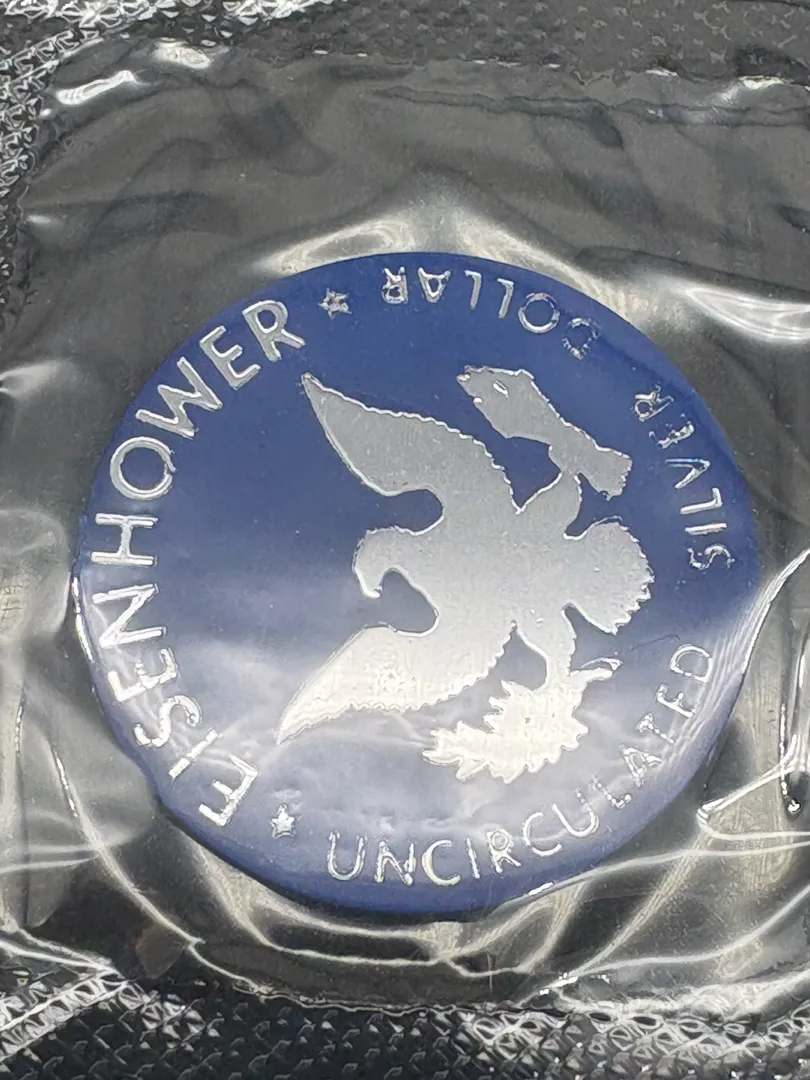 ★ EISENHOWER ★
UNCIRCULATED SILVER DOLLAR